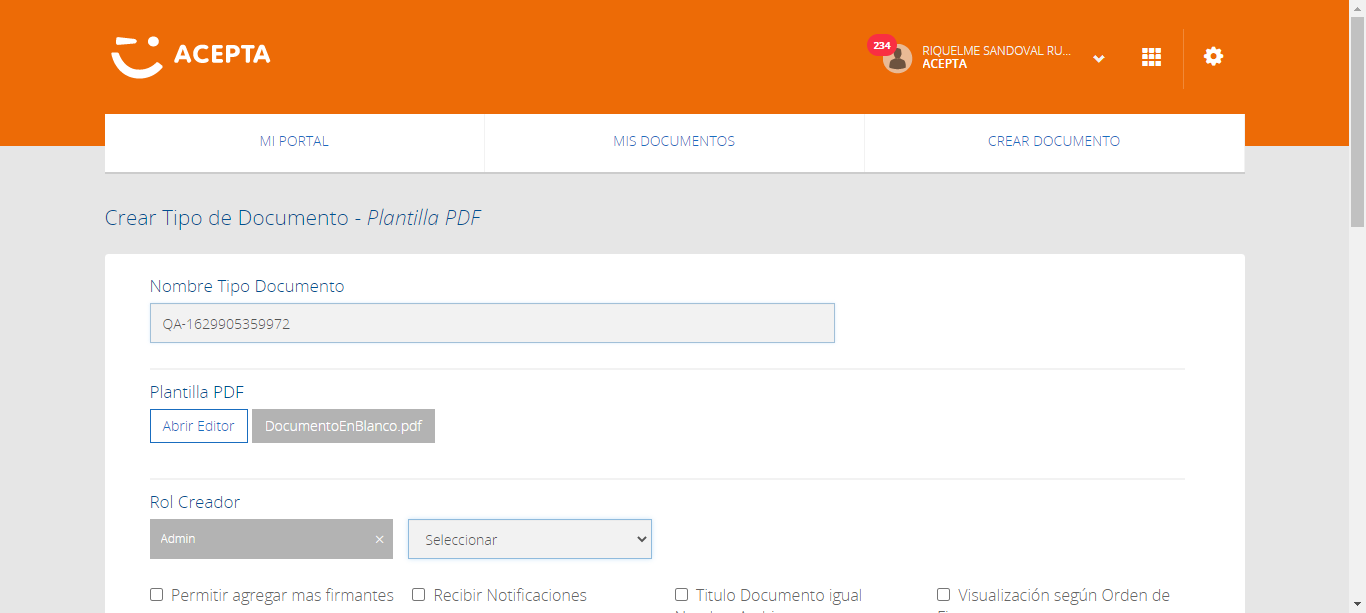 ACEPTA
234
RIQUELME SANDOVAL RU...
ACEPTA
MI PORTAL
MIS DOCUMENTOS
CREAR DOCUMENTO
Crear Tipo de Documento - Plantilla PDF
Nombre Tipo Documento
QA-1629905359972
Plantilla PDF
Abrir Editor
DocumentoEnBlanco.pdf
Rol Creador
Admin ×
Seleccionar
Permitir agregar mas firmantes
Recibir Notificaciones
Titulo Documento igual
Visualización según Orden de